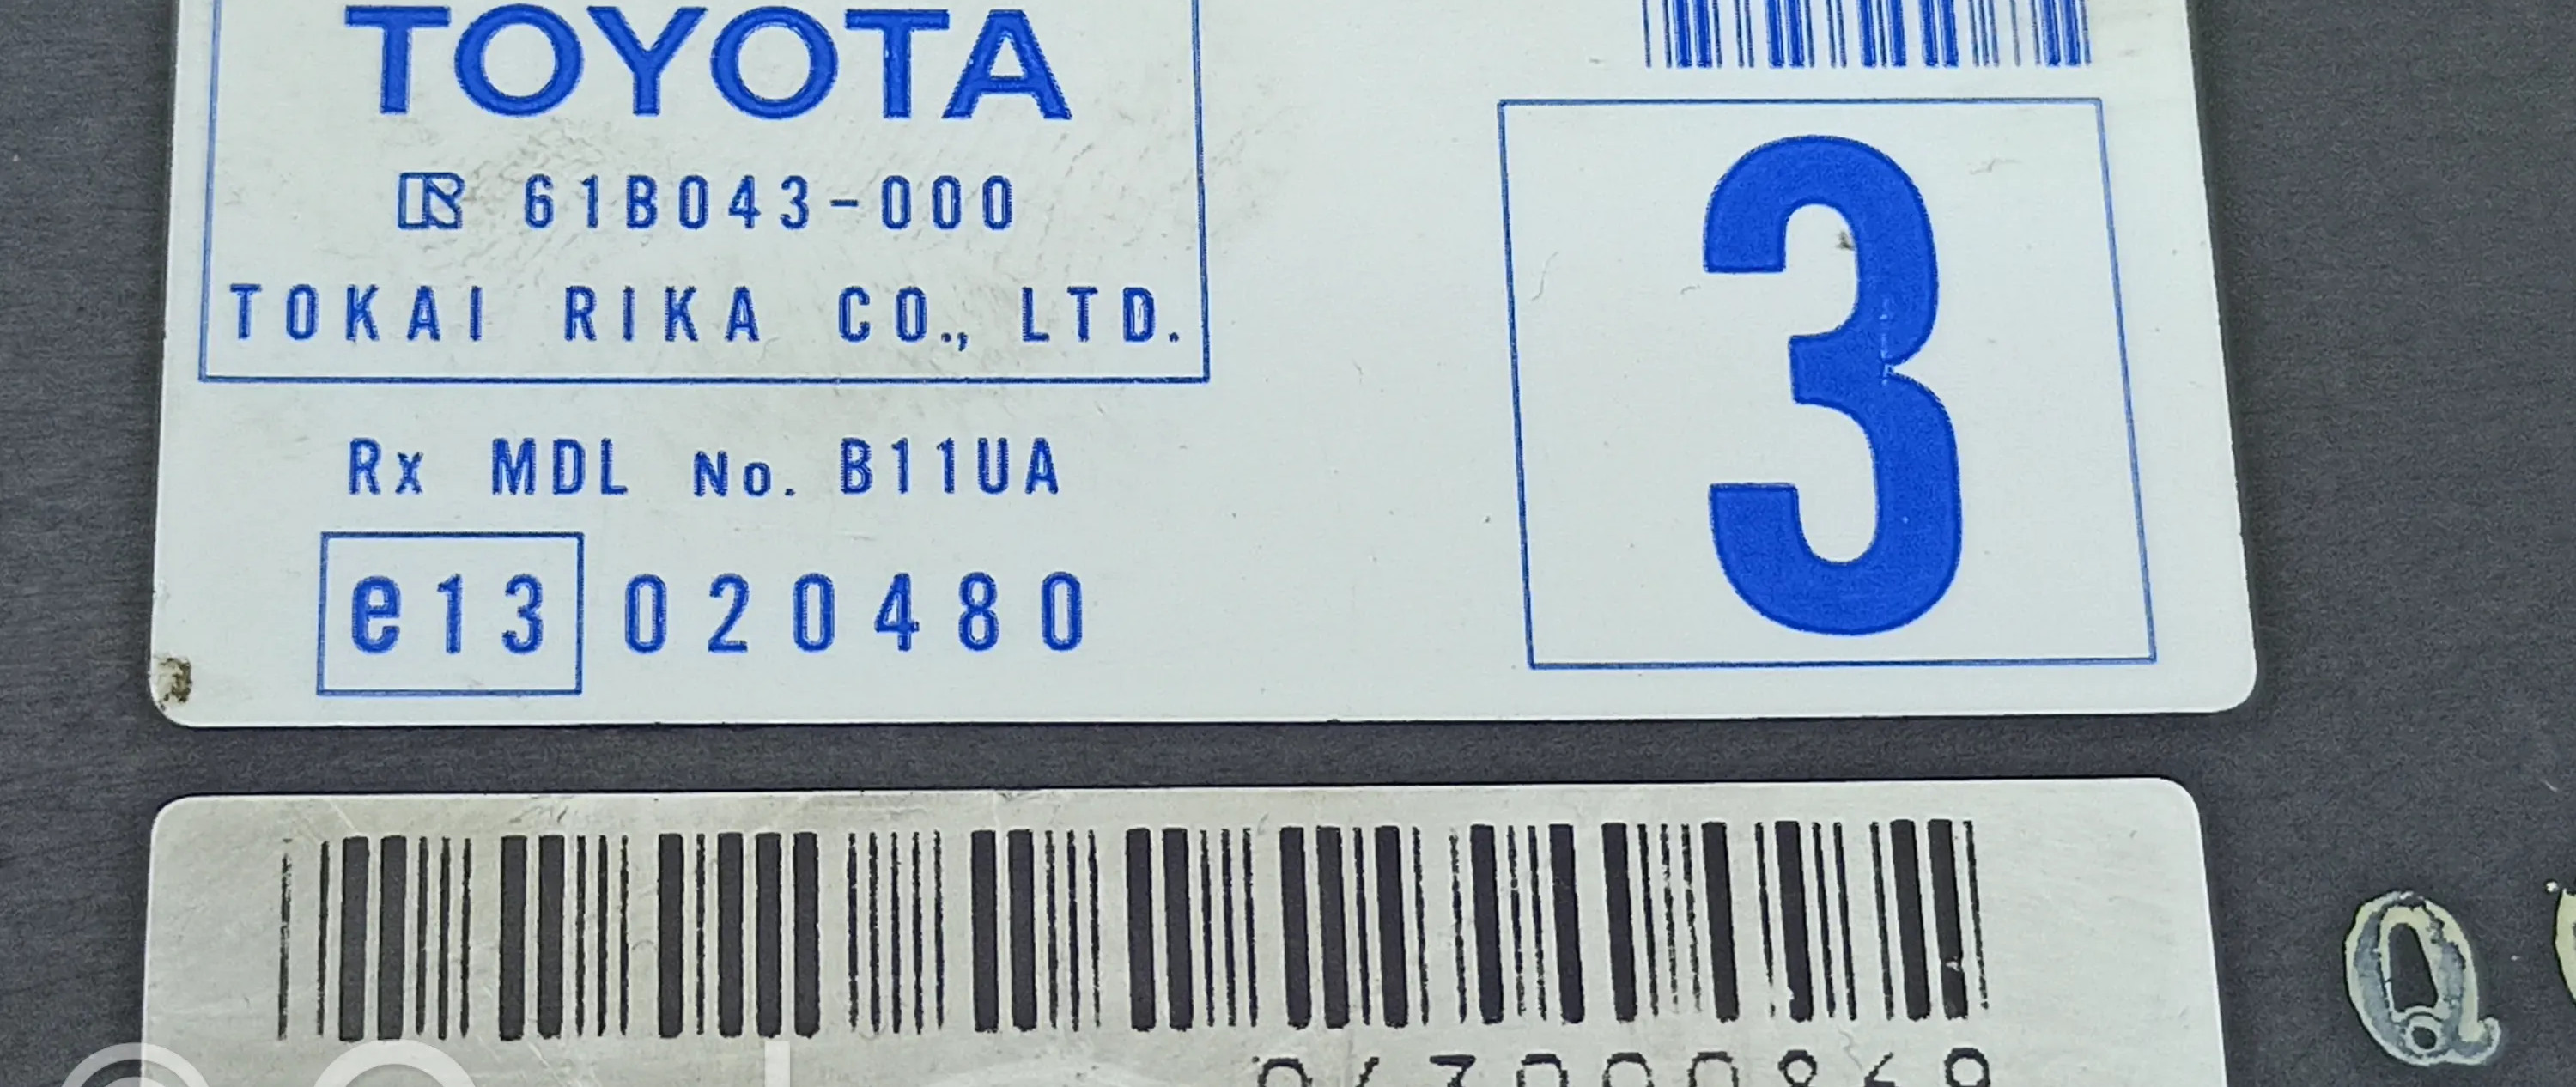 TOYOTA
61B043-000
TOKAI RIKA CO., LTD.
3
Rx MDL No. B11UA
e13 020480
Q